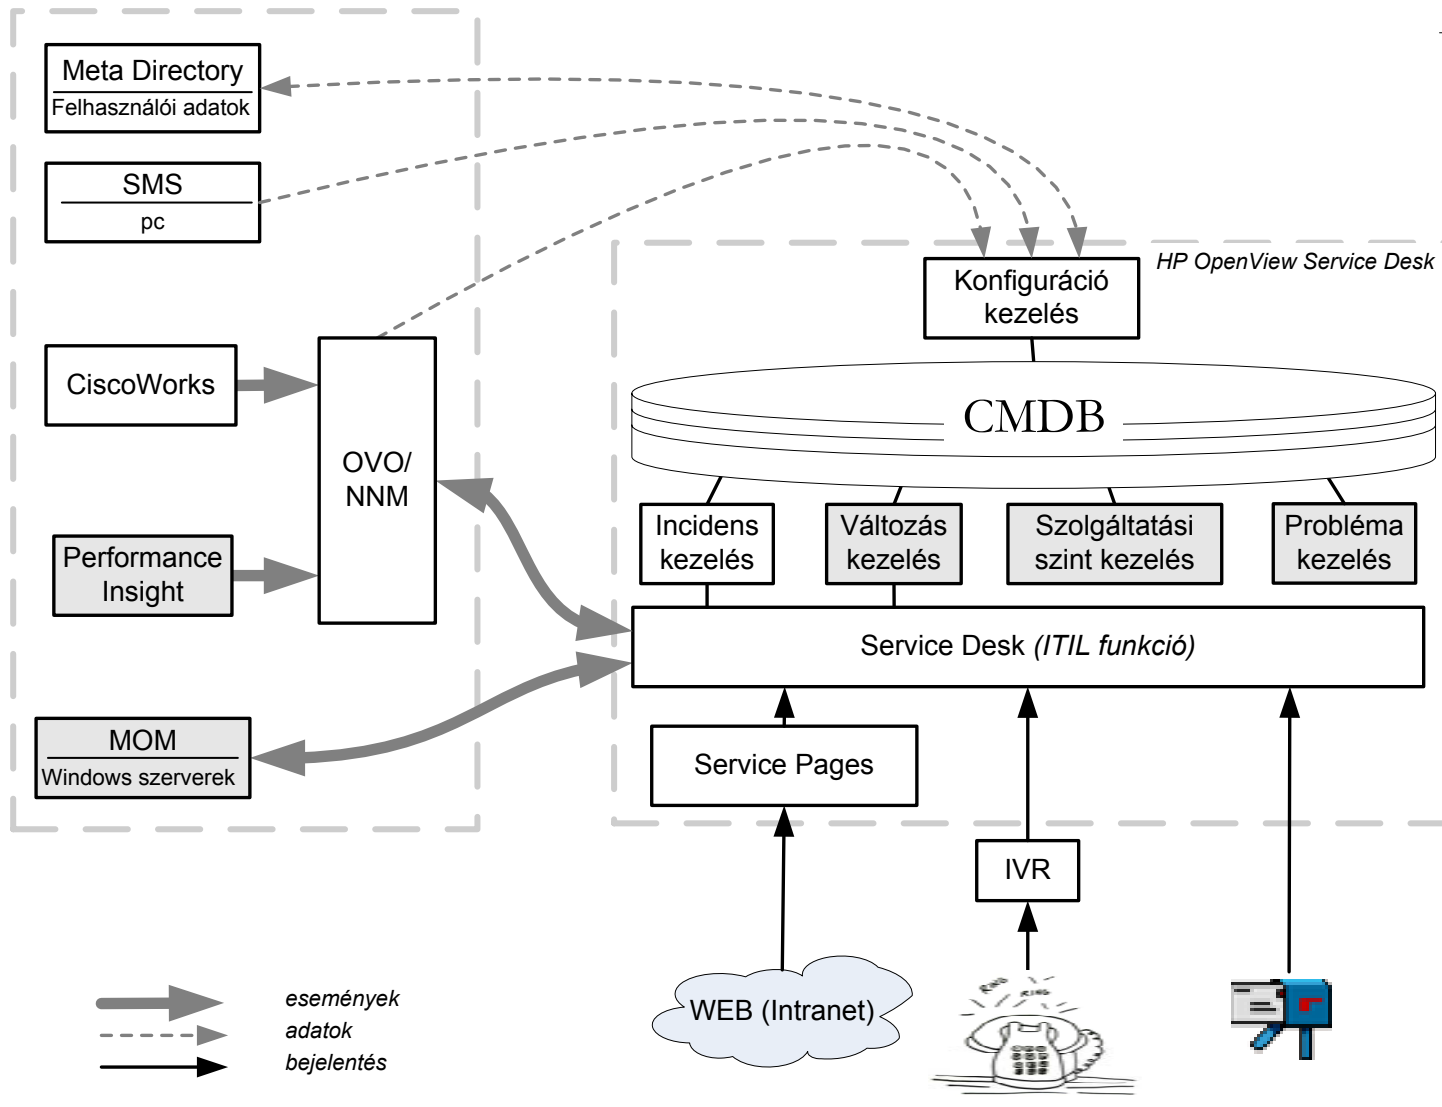 Meta Directory
Felhasználói adatok
SMS
pc
HP OpenView Service Desk
Konfiguráció
kezelés
CiscoWorks
CMDB
OVO/
NNM
Incidens
kezelés
Változás
kezelés
Szolgáltatási
szint kezelés
Probléma
kezelés
Performance
Insight
Service Desk (ITIL funkció)
MOM
Windows szerverek
Service Pages
IVR
WEB (Intranet)
események
adatok
bejelentés